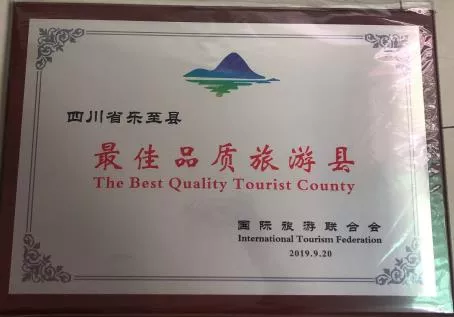 四川省乐至县
最佳品质旅游县
The Best Quality Tourist County
国际旅游联合会
International Tourism Federation
2019.9.20